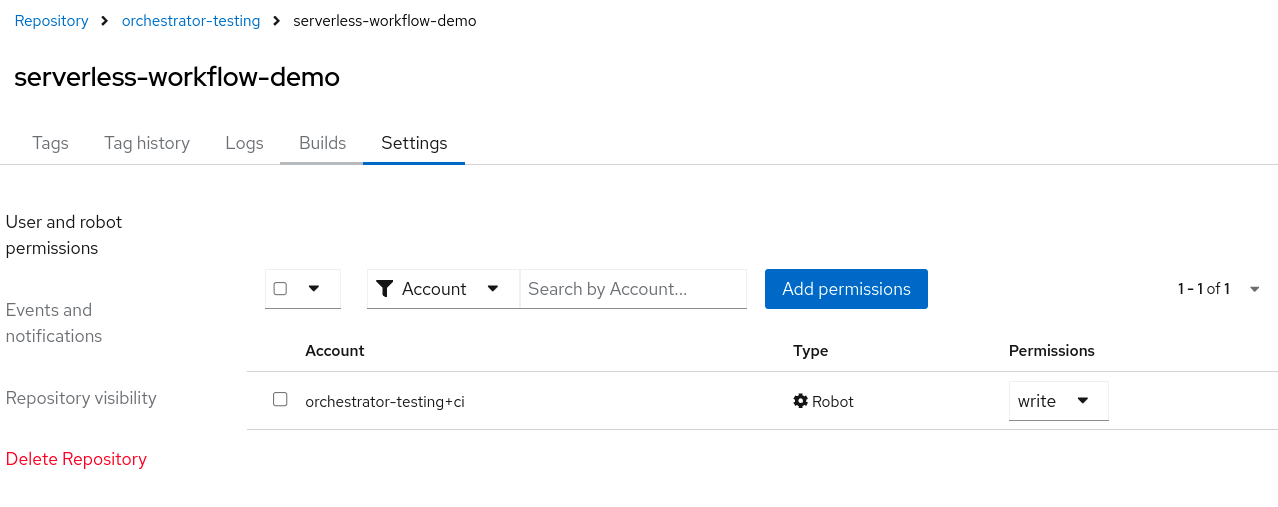 Repository > orchestrator-testing > serverless-workflow-demo
serverless-workflow-demo
Tags Tag history Logs Builds Settings
User and robot
permissions
Events and
notifications
Repository visibility
Delete Repository
Account Search by Account... Add permissions 1 - 1 of 1
Account Type Permissions
orchestrator-testing+ci Robot write